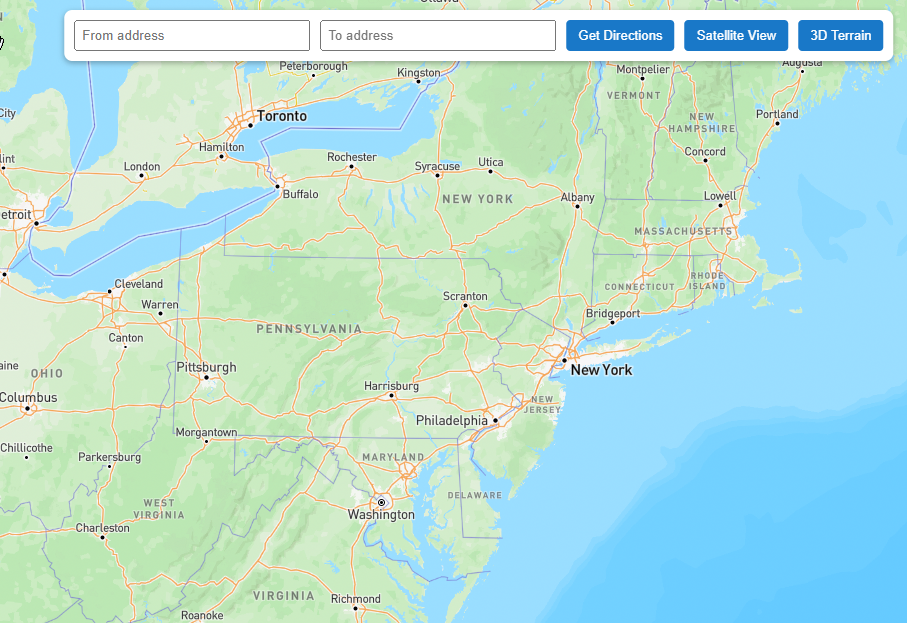 Ottawa
From address
To address
Get Directions
Satellite View
3D Terrain
Peterborough
Kingston
Montpelier
Augusta
VERMONT
City
Toronto
NEW
HAMPSHIRE
Portland
Hamilton
Concord
lint
London
Rochester
Syracuse
Utica
Buffalo
NEW YORK
Albany
Lowell
etroit
MASSACHUSETTS
Cleveland
CONNECTICUT
RHODE
ISLAND
Warren
Scranton
Bridgeport
PENNSYLVANIA
Canton
aine
OHIO
Pittsburgh
New York
Harrisburg
Columbus
NEW
JERSEY
Philadelphia
Morgantown
Chillicothe
Parkersburg
MARYLAND
DELAWARE
WEST
VIRGINIA
Washington
Charleston
VIRGINIA
Richmond
Roanoke